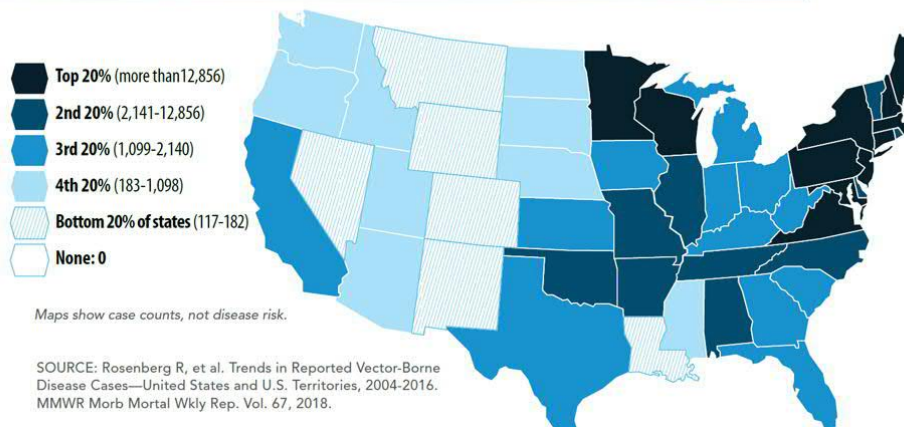 Top 20% (more than12,856)
2nd 20% (2,141-12,856)
3rd 20% (1,099-2,140)
4th 20% (183-1,098)
Bottom 20% of states (117-182)
None: 0
Maps show case counts, not disease risk.
SOURCE: Rosenberg R, et al. Trends in Reported Vector-Borne
Disease Cases—United States and U.S. Territories, 2004-2016.
MMWR Morb Mortal Wkly Rep. Vol. 67, 2018.